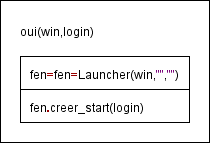 oui(win,login)
fen=fen=Launcher(win,"","")
fen.creer_start(login)